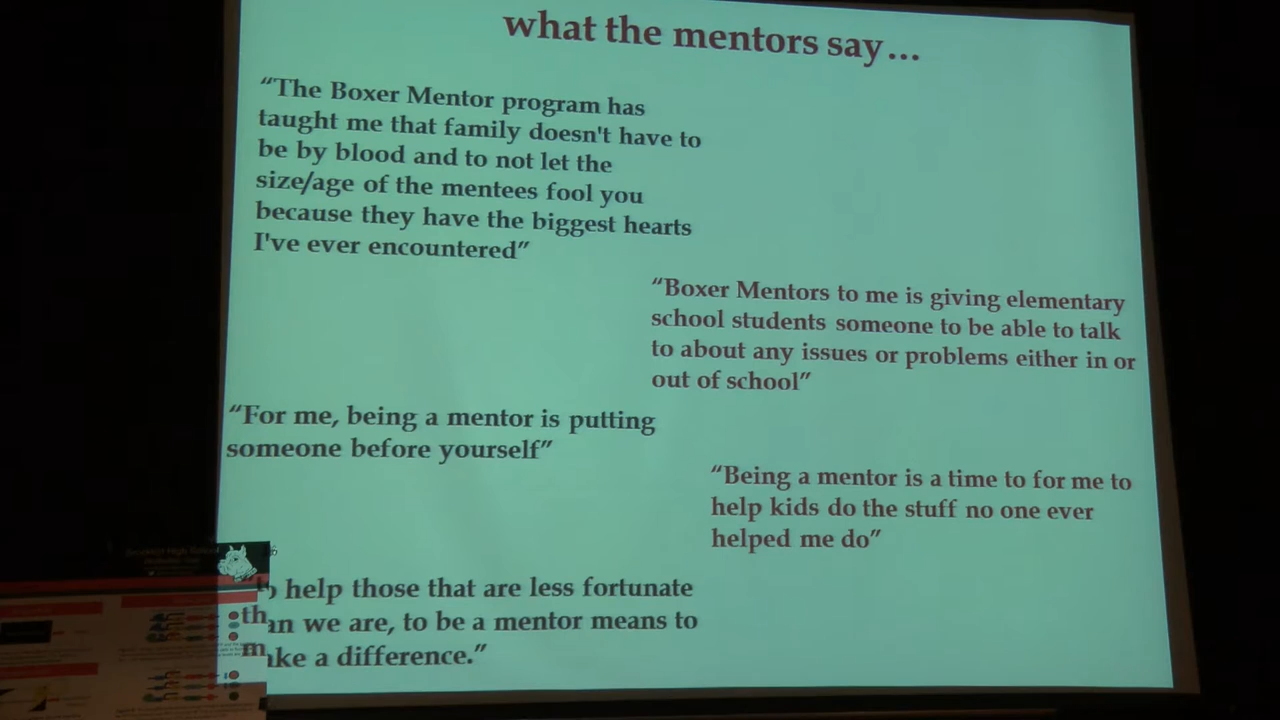 what the mentors say…
“The Boxer Mentor program has
taught me that family doesn't have to
be by blood and to not let the
size/age of the mentees fool you
because they have the biggest hearts
I've ever encountered”
“Boxer Mentors to me is giving elementary
school students someone to be able to talk
to about any issues or problems either in or
out of school”
“For me, being a mentor is putting
someone before yourself”
“Being a mentor is a time to for me to
help kids do the stuff no one ever
helped me do”
help those that are less fortunate
than we are, to be a mentor means to
make a difference.”